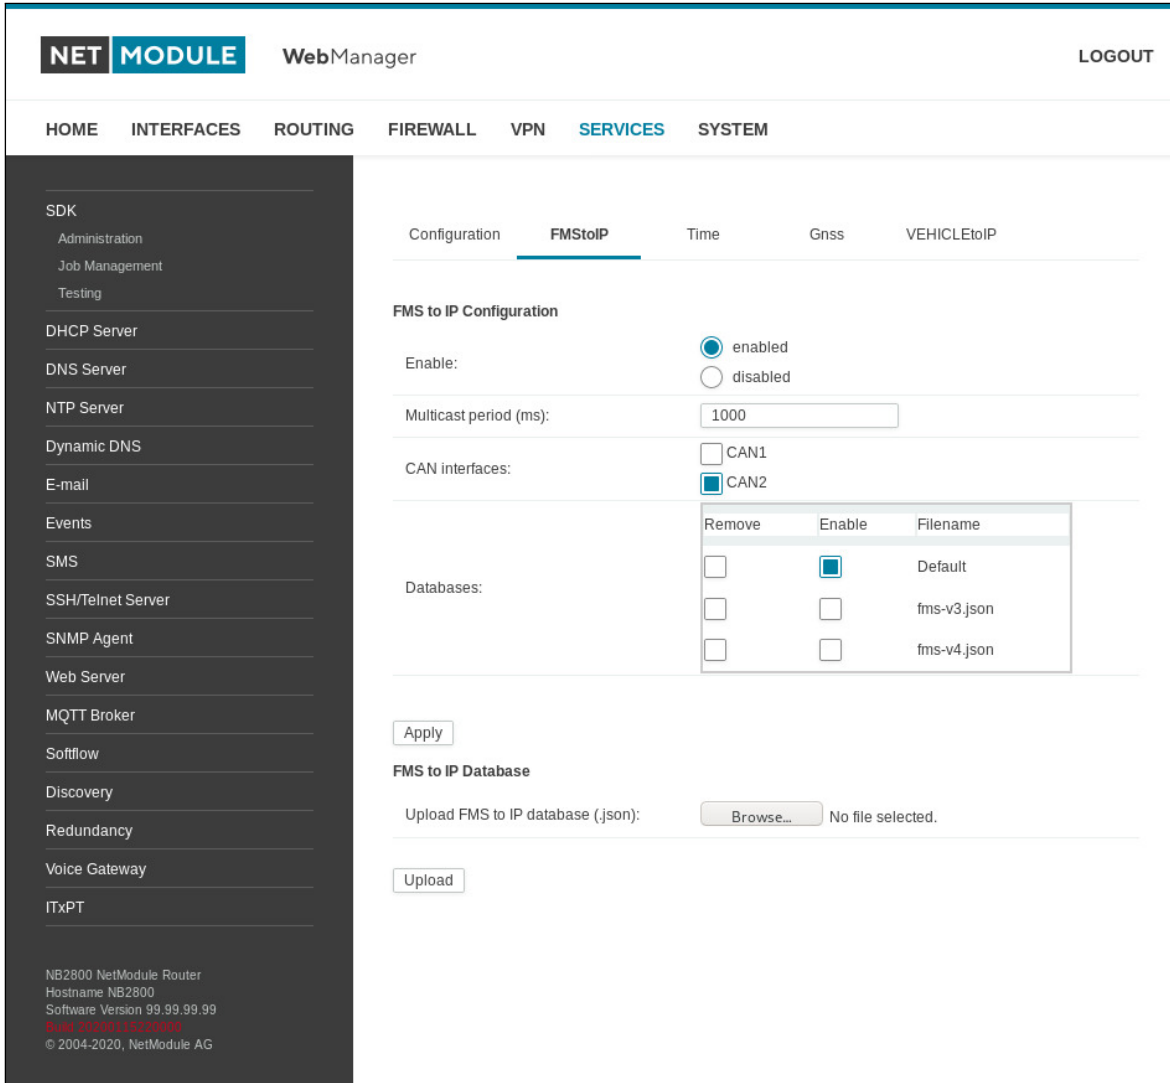 NET MODULE WebManager LOGOUT
HOME INTERFACES ROUTING FIREWALL VPN SERVICES SYSTEM
SDK
Administration
Job Management
Testing
DHCP Server
DNS Server
NTP Server
Dynamic DNS
E-mail
Events
SMS
SSH/Telnet Server
SNMP Agent
Web Server
MQTT Broker
Softflow
Discovery
Redundancy
Voice Gateway
ITxPT
NB2800 NetModule Router
Hostname NB2800
Software Version 99.99.99.99
Build
© 2004-2020, NetModule AG
Configuration FMStoIP Time Gnss VEHICLEtoIP
FMS to IP Configuration
Enable:
enabled
disabled
Multicast period (ms): 1000
CAN interfaces:
CAN1
CAN2
Databases:
Remove Enable Filename
Default
fms-v3.json
fms-v4.json
Apply
FMS to IP Database
Upload FMS to IP database (.json): Browse... No file selected.
Upload